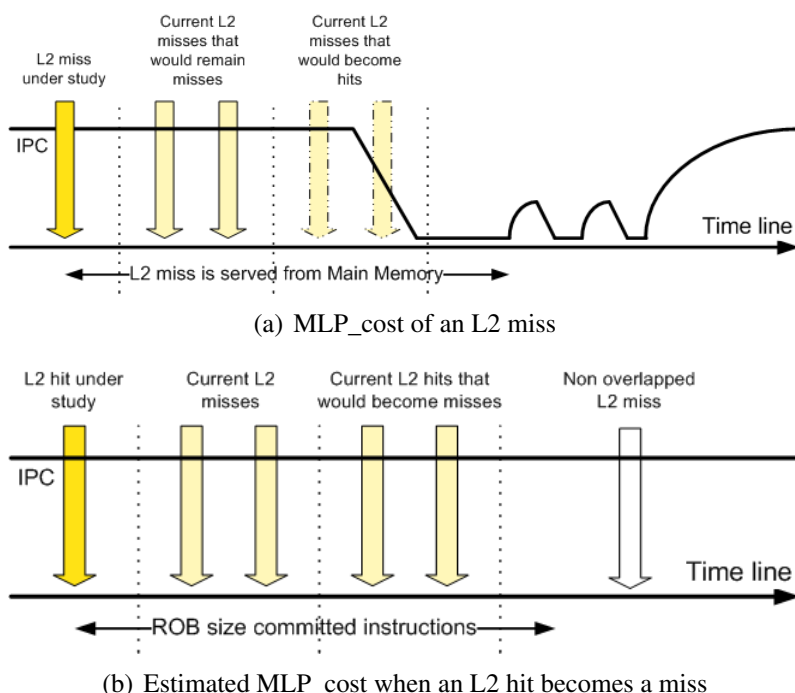 L2 miss
under study
Current L2
misses that
would remain
misses
Current L2
misses that
would become
hits
IPC
Time line
L2 miss is served from Main Memory
(a) MLP_cost of an L2 miss
L2 hit under
study
Current L2
misses
Current L2 hits that
would become misses
Non overlapped
L2 miss
IPC
Time line
ROB size committed instructions
(b) Estimated MLP_cost when an L2 hit becomes a miss